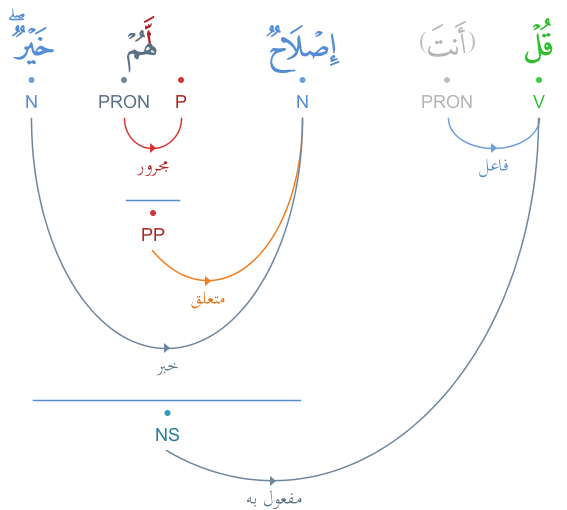 قُلْ (أَنتَ) إِصْلَاحٌ لَّهُمْ خَيْرٌ ۖ
V PRON N P PRON N
فاعل
مجرور
PP
متعلق
خبر
NS
مفعول به